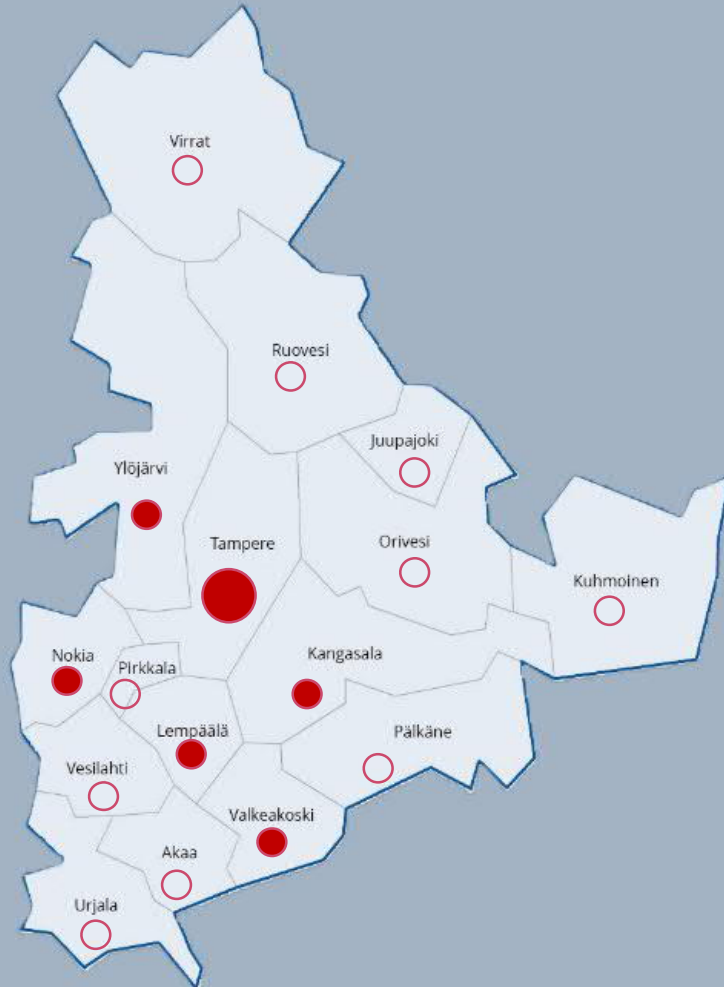 Virrat
Ruovesi
Juupajoki
Ylöjärvi
Tampere
Orivesi
Kuhmoinen
Nokia
Pirkkala
Kangasala
Lempäälä
Pälkäne
Vesilahti
Valkeakoski
Akaa
Urjala